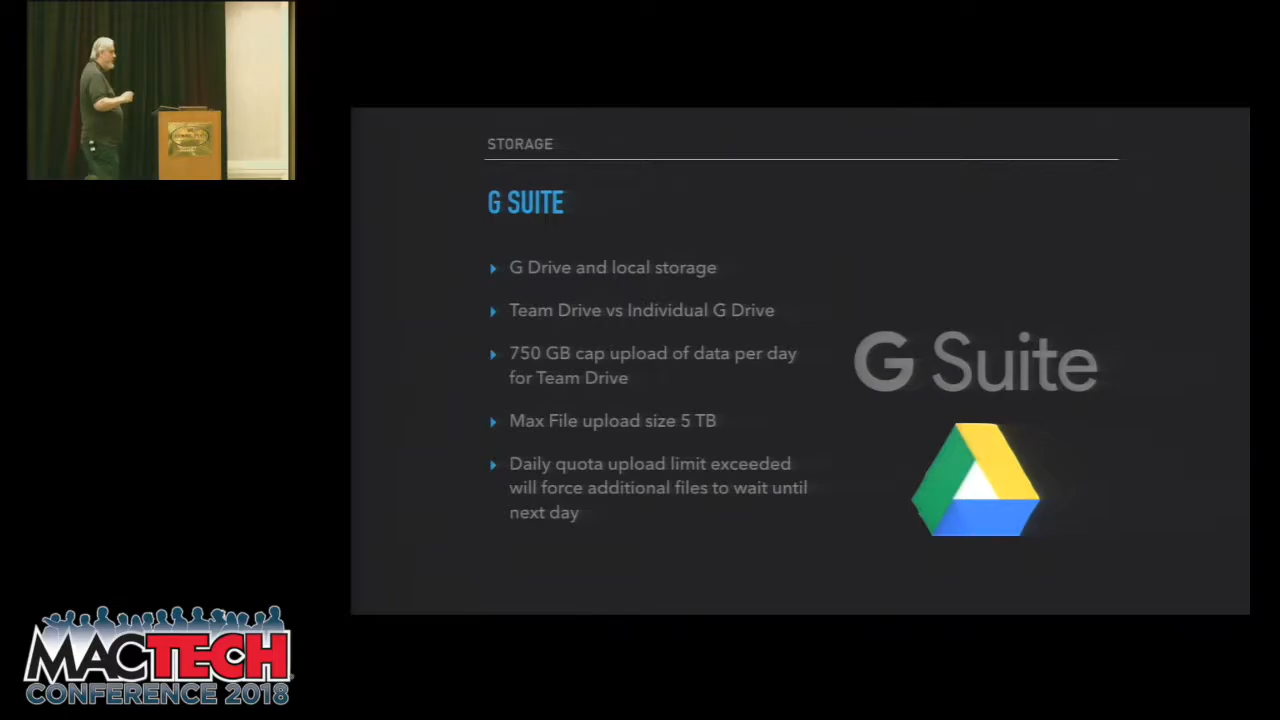 STORAGE
G SUITE
G Drive and local storage
Team Drive vs Individual G Drive
750 GB cap upload of data per day
for Team Drive
Max File upload size 5 TB
Daily quota upload limit exceeded
will force additional files to wait until
next day
G Suite
MACTECH
CONFERENCE 2018